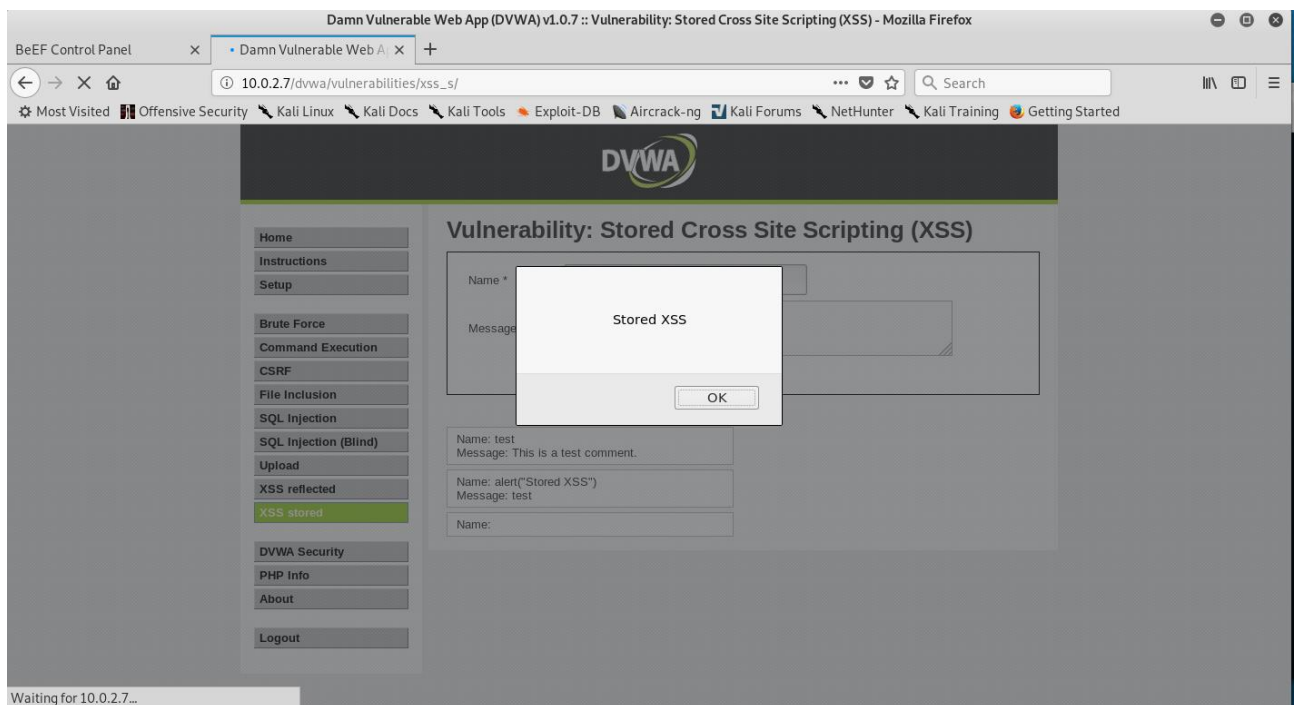 Damn Vulnerable Web App (DVWA) v1.0.7 :: Vulnerability: Stored Cross Site Scripting (XSS) - Mozilla Firefox
BeEF Control Panel
Damn Vulnerable Web A
10.0.2.7/dvwa/vulnerabilities/xss_s/
Search
Most Visited Offensive Security Kali Linux Kali Docs Kali Tools Exploit-DB Aircrack-ng Kali Forums NetHunter Kali Training Getting Started
DVWA
Home
Instructions
Setup
Brute Force
Command Execution
CSRF
File Inclusion
SQL Injection
SQL Injection (Blind)
Upload
XSS reflected
XSS stored
DVWA Security
PHP Info
About
Logout
Vulnerability: Stored Cross Site Scripting (XSS)
Name *
Message
Stored XSS
OK
Name: test
Message: This is a test comment.
Name: alert("Stored XSS")
Message: test
Name:
Waiting for 10.0.2.7...